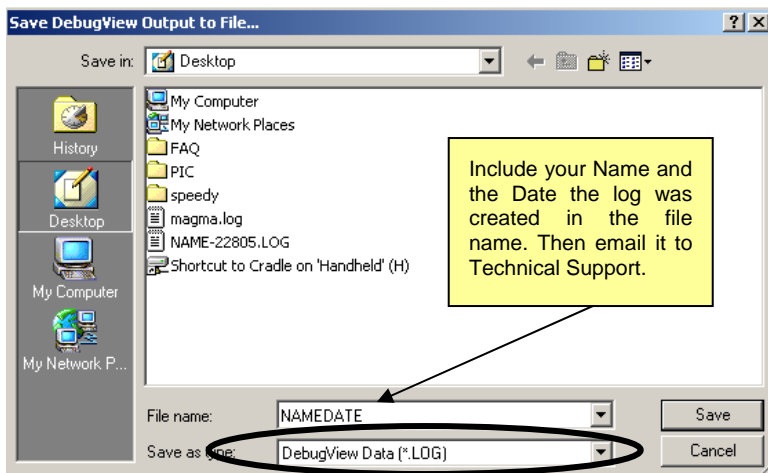 Save DebugView Output to File...
Save in:
Desktop
History
Desktop
My Computer
My Network P...
My Computer
My Network Places
FAQ
PIC
speedy
magma.log
NAME-22805.LOG
Shortcut to Cradle on 'Handheld' (H)
Include your Name and
the Date the log was
created in the file
name. Then email it to
Technical Support.
File name:
NAMEDATE
Save
Save as type:
DebugView Data (*.LOG)
Cancel